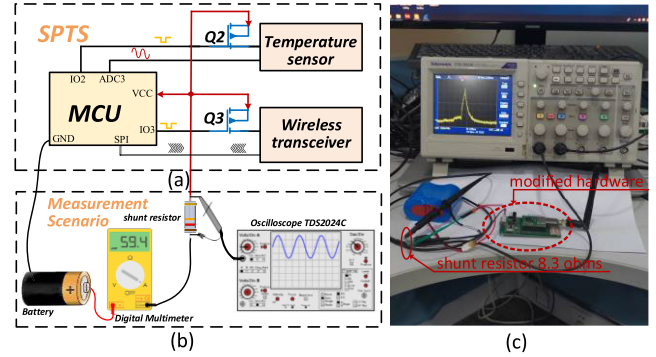 SPTS
Q2
Temperature
sensor
IO2
ADC3
MCU
VCC
Q3
IO3
Wireless
transceiver
GND
SPI
(a)
Measurement
Scenario
shunt resistor
Oscilloscope TDS2024C
59.4
Battery
Digital Multimeter
(b)
Tektronix
modified hardware
shunt resistor 8.3 ohms
(c)